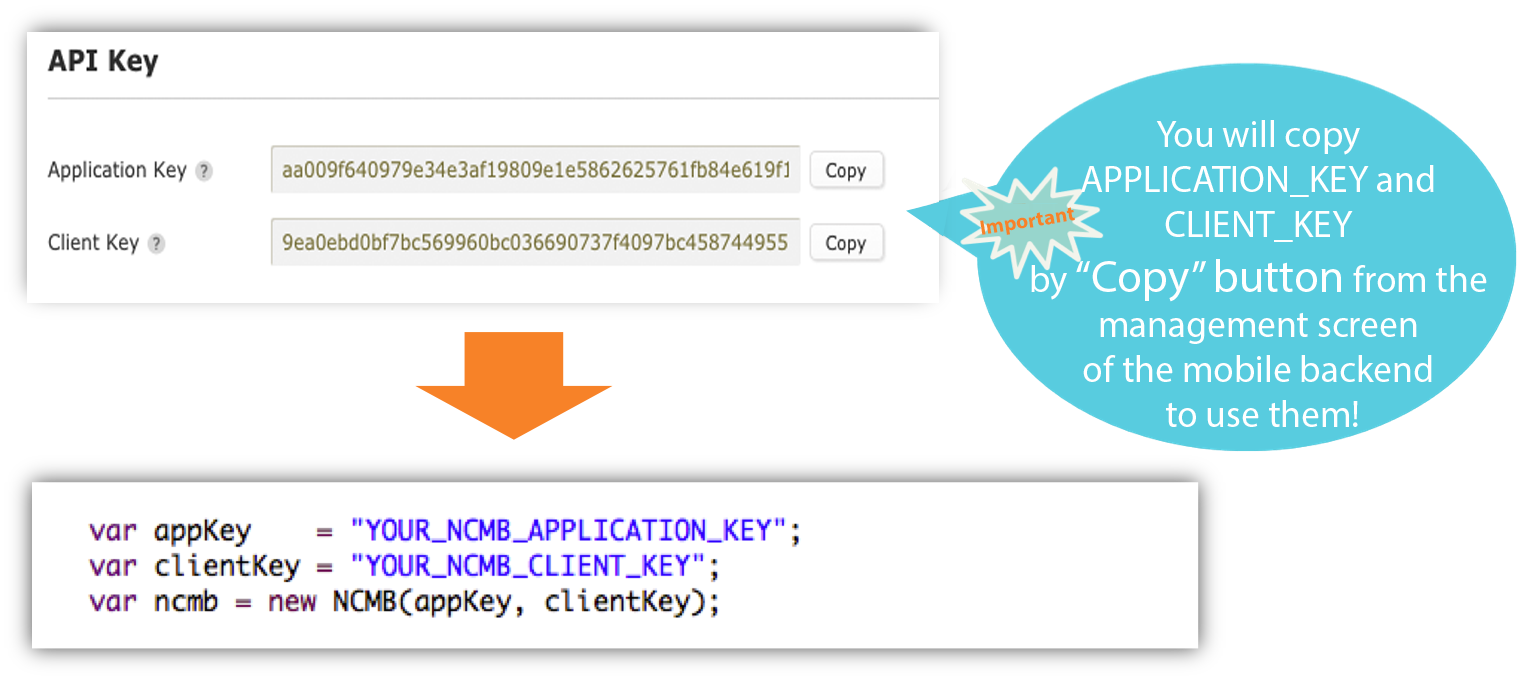 API Key
Application Key ?
aa009f640979e34e3af19809e1e5862625761fb84e619f1
Copy
Client Key ?
9ea0ebd0bf7bc569960bc036690737f4097bc458744955
Copy
Important
You will copy
APPLICATION_KEY and
CLIENT_KEY
by “Copy” button from the
management screen
of the mobile backend
to use them!
var appKey    = "YOUR_NCMB_APPLICATION_KEY";
var clientKey = "YOUR_NCMB_CLIENT_KEY";
var ncmb = new NCMB(appKey, clientKey);